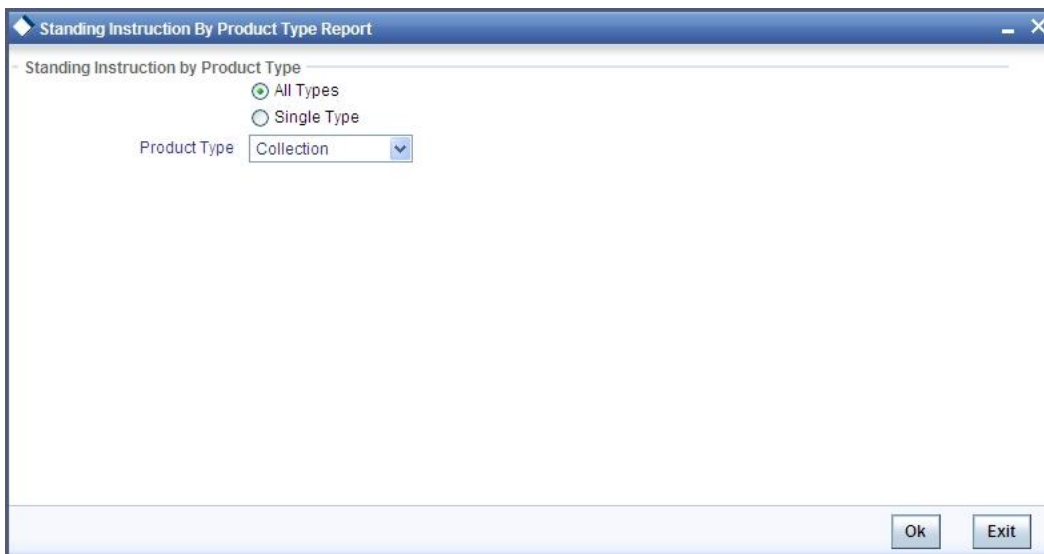 Standing Instruction By Product Type Report
Standing Instruction by Product Type
All Types
Single Type
Product Type Collection
Ok Exit